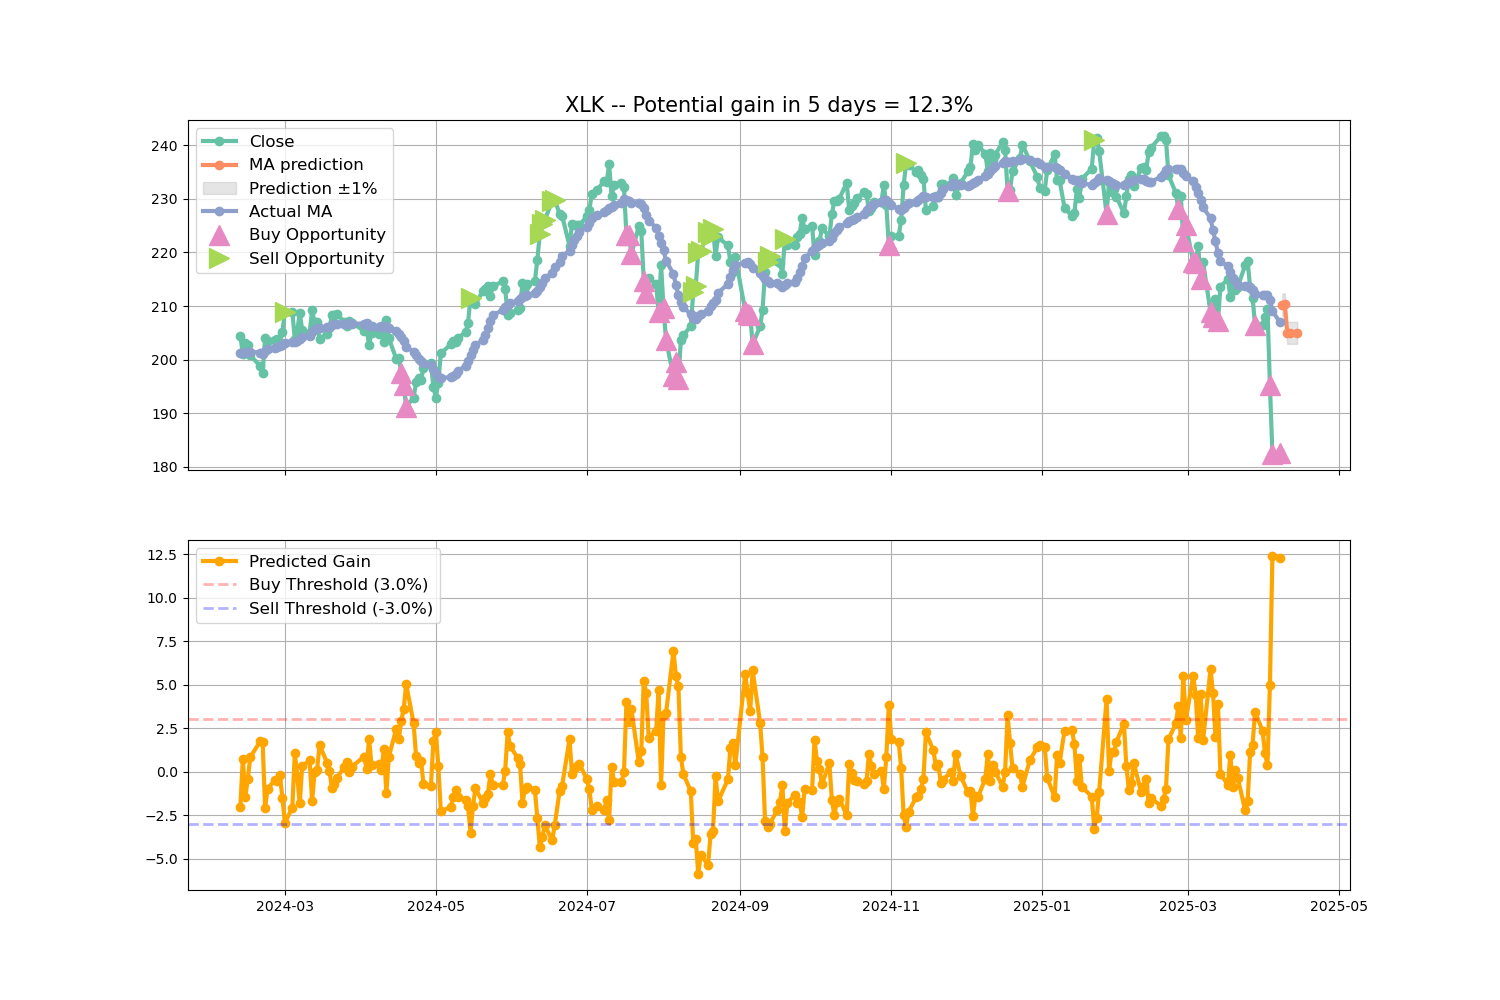 XLK -- Potential gain in 5 days = 12.3%
Close
MA prediction
Prediction ±1%
Actual MA
Buy Opportunity
Sell Opportunity
240
230
220
210
200
190
180
Predicted Gain
Buy Threshold (3.0%)
Sell Threshold (-3.0%)
12.5
10.0
7.5
5.0
2.5
0.0
−2.5
−5.0
2024-03
2024-05
2024-07
2024-09
2024-11
2025-01
2025-03
2025-05